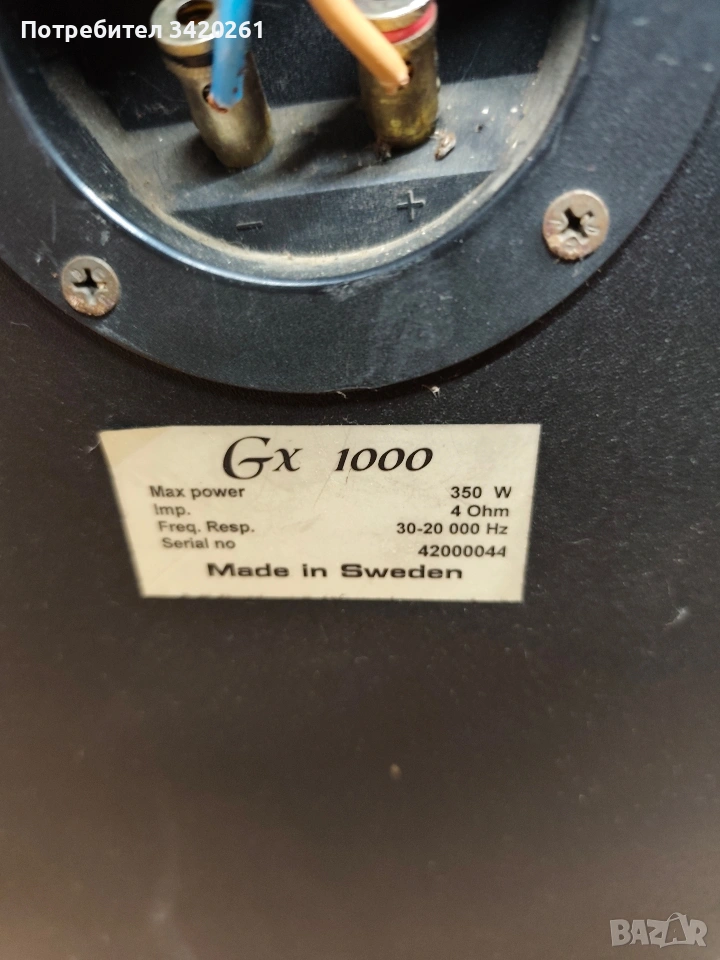 Потребител 3420261
− +
Gx 1000
Max power 350 W
Imp. 4 Ohm
Freq. Resp. 30-20 000 Hz
Serial no 42000044
Made in Sweden
BAZAR